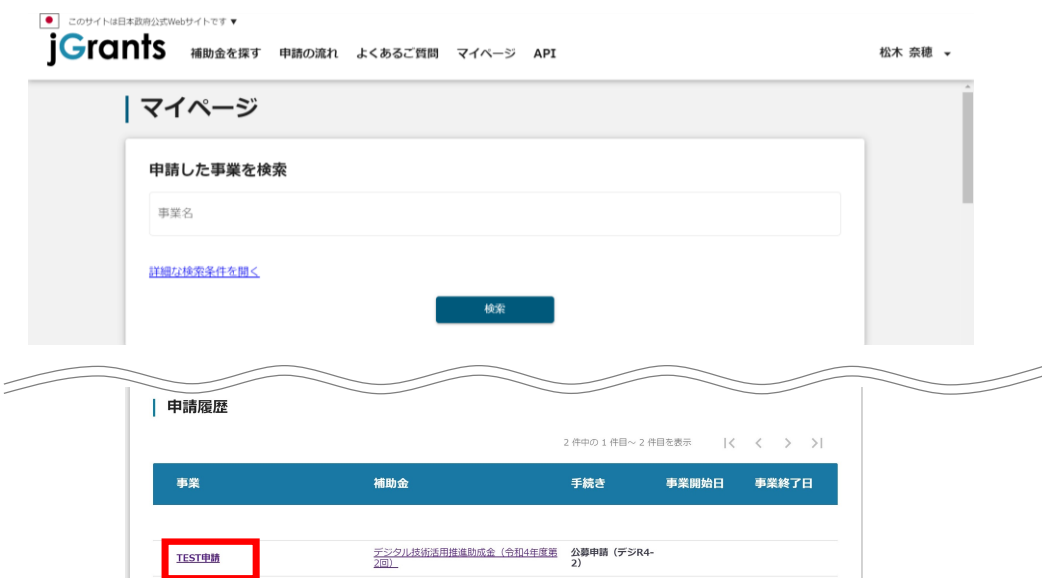 このサイトは日本政府公式Webサイトです ▼
jGrants 補助金を探す 申請の流れ よくあるご質問 マイページ API 松木 奈穂
マイページ
申請した事業を検索
事業名
詳細な検索条件を開く
検索
申請履歴
2 件中の 1 件目～ 2 件目を表示
事業 補助金 手続き 事業開始日 事業終了日
TEST申請 デジタル技術活用推進助成金（令和4年度第 公募申請（デジR4-
2回） 2）